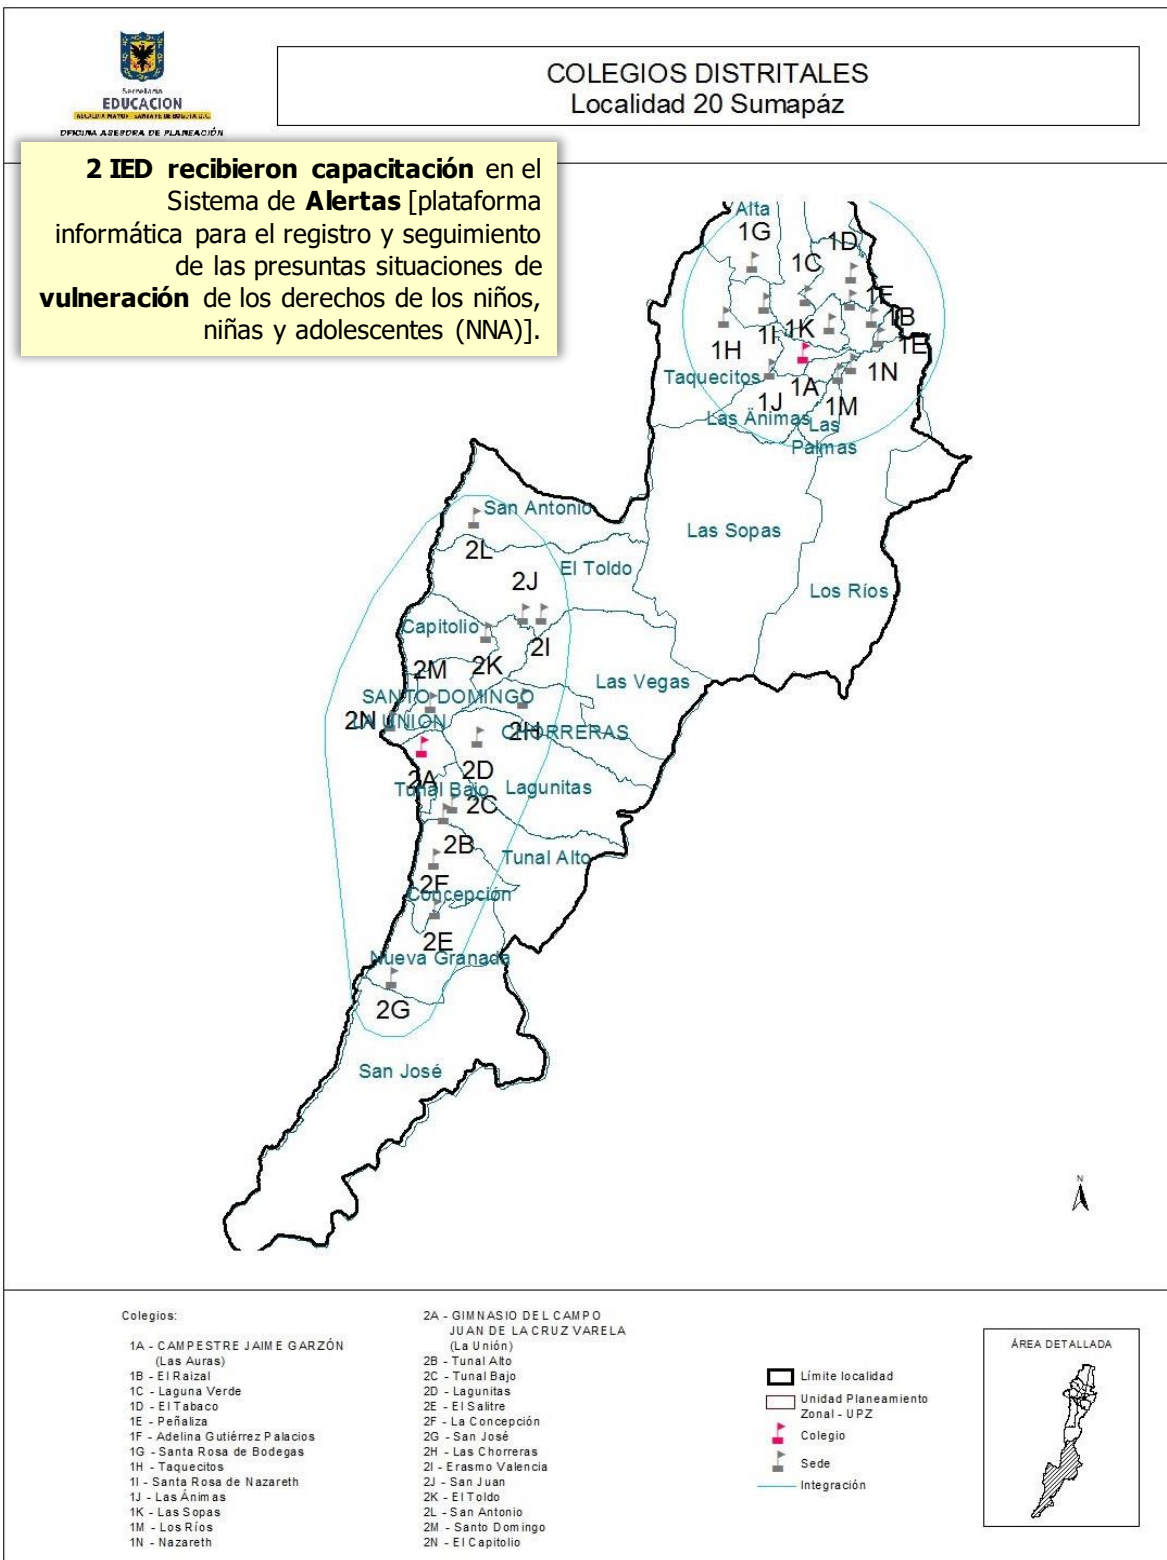 Secretaría
EDUCACION
ALCALDIA MAYOR SANTA FE DE BOGOTA D.C.
OFICINA ASESORA DE PLANEACIÓN
COLEGIOS DISTRITALES
Localidad 20 Sumapáz
2 IED recibieron capacitación en el
Sistema de Alertas [plataforma
informática para el registro y seguimiento
de las presuntas situaciones de
vulneración de los derechos de los niños,
niñas y adolescentes (NNA)].
Alta
1G
1D
1C
1F
1B
1I
1K
1E
1H
1N
Taquecitos
1A
1J
1M
Las Änimas
Las
Palmas
San Antonio
Las Sopas
2L
El Toldo
2J
Los Ríos
Capitolio
2I
2K
2M
Las Vegas
SANTO DOMINGO
2N
LA UNION
2H
CHORRERAS
2D
2A
Tunal Bajo
Lagunitas
2C
2B
Tunal Alto
2F
Concepción
2E
Nueva Granada
2G
San José
N
Colegios:
1A - CAMPESTRE JAIME GARZÓN
(Las Auras)
1B - El Raizal
1C - Laguna Verde
1D - El Tabaco
1E - Peñaliza
1F - Adelina Gutiérrez Palacios
1G - Santa Rosa de Bodegas
1H - Taquecitos
1I - Santa Rosa de Nazareth
1J - Las Ánimas
1K - Las Sopas
1M - Los Ríos
1N - Nazareth
2A - GIMNASIO DEL CAMPO
JUAN DE LA CRUZ VARELA
(La Unión)
2B - Tunal Alto
2C - Tunal Bajo
2D - Lagunitas
2E - El Salitre
2F - La Concepción
2G - San José
2H - Las Chorreras
2I - Erasmo Valencia
2J - San Juan
2K - El Toldo
2L - San Antonio
2M - Santo Domingo
2N - El Capitolio
Límite localidad
Unidad Planeamiento
Zonal - UPZ
Colegio
Sede
Integración
ÁREA DETALLADA